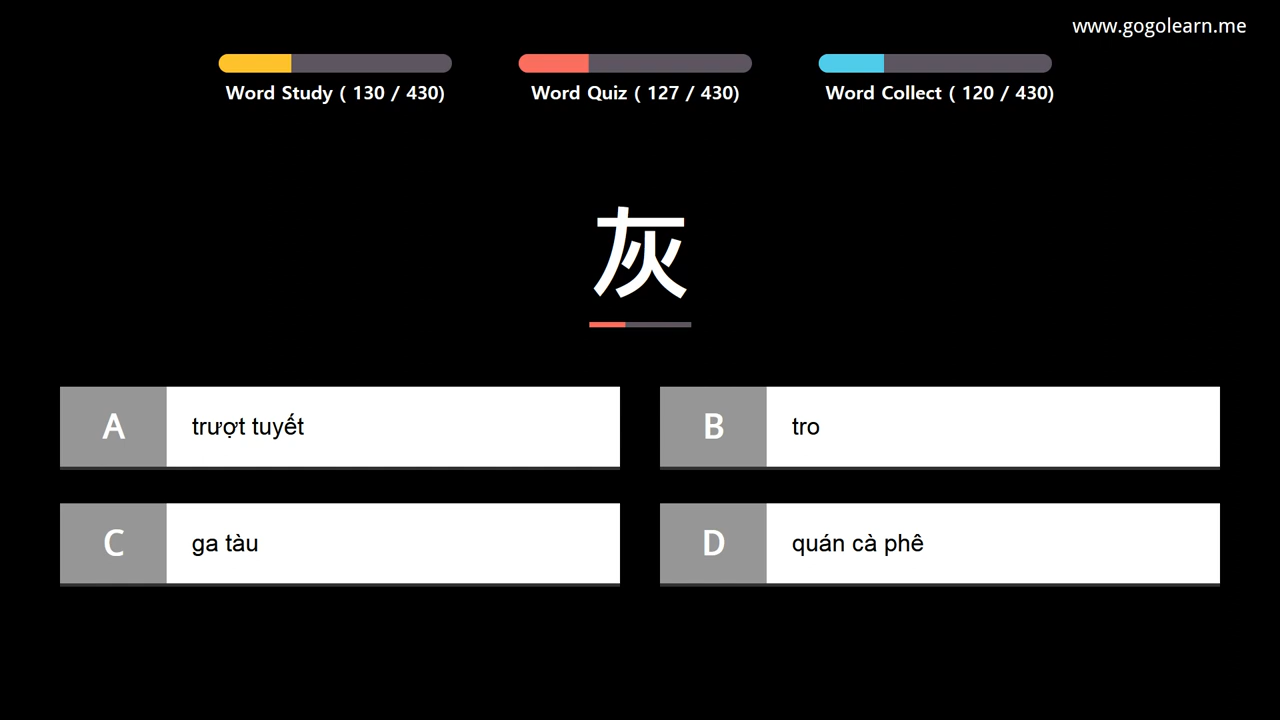 www.gogolearn.me
Word Study ( 130 / 430)
Word Quiz ( 127 / 430)
Word Collect ( 120 / 430)
灰
A trượt tuyết
B tro
C ga tàu
D quán cà phê